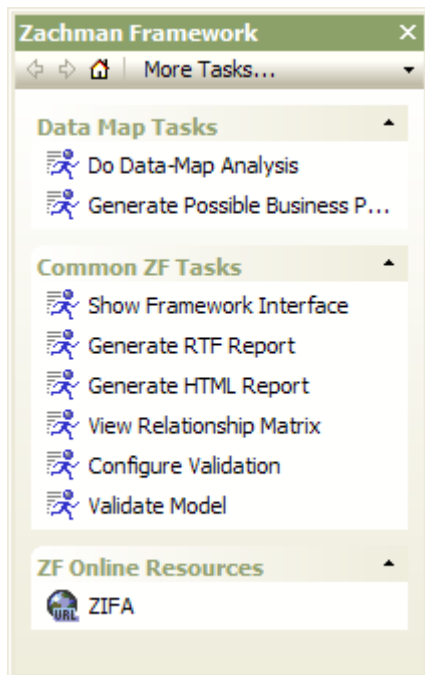 Zachman Framework
More Tasks...
Data Map Tasks
Do Data-Map Analysis
Generate Possible Business P...
Common ZF Tasks
Show Framework Interface
Generate RTF Report
Generate HTML Report
View Relationship Matrix
Configure Validation
Validate Model
ZF Online Resources
URL ZIFA